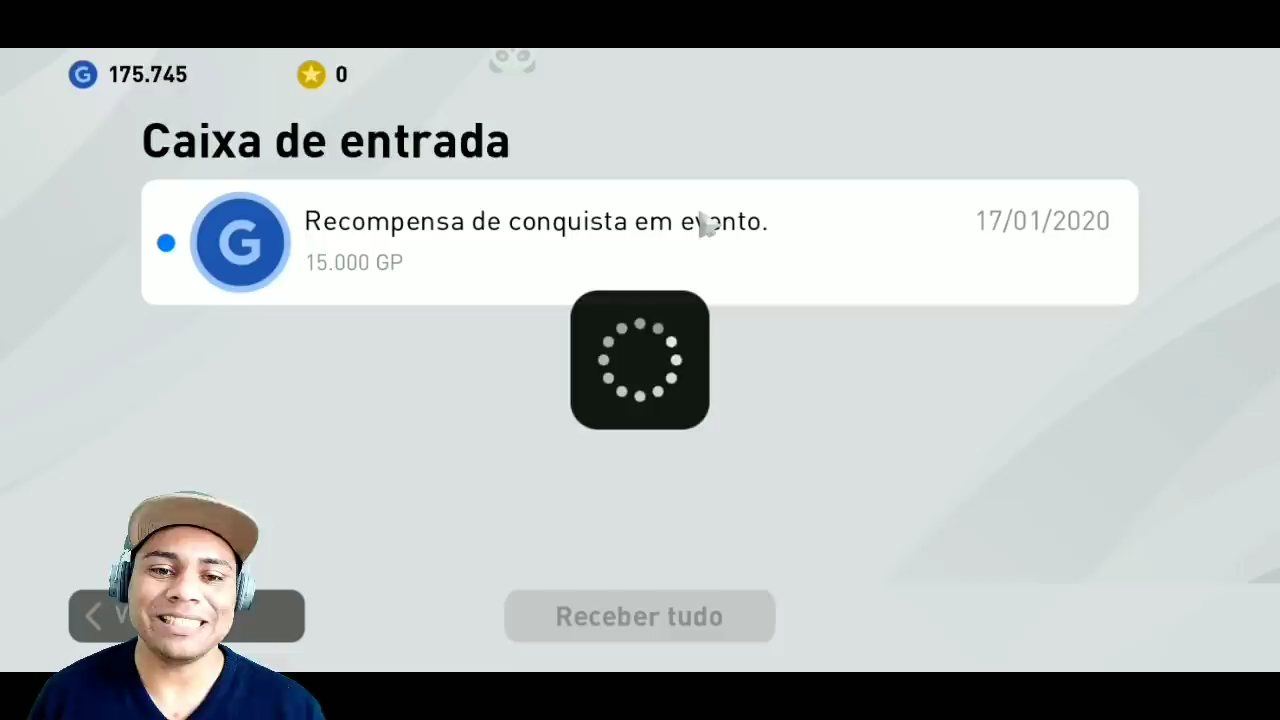 G 175.745
0
Caixa de entrada
G
Recompensa de conquista em evento.
17/01/2020
15.000 GP
Receber tudo